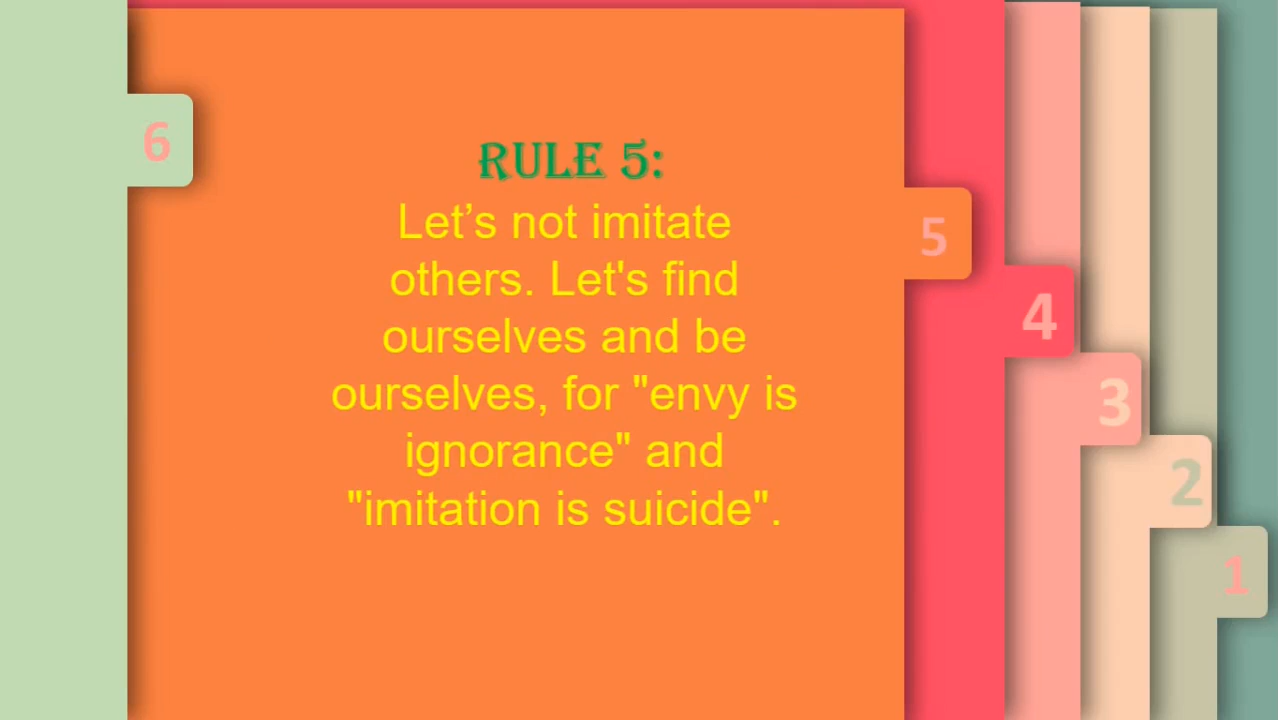 6
RULE 5:
Let’s not imitate
others. Let's find
ourselves and be
ourselves, for "envy is
ignorance" and
"imitation is suicide".
5
4
3
2
1